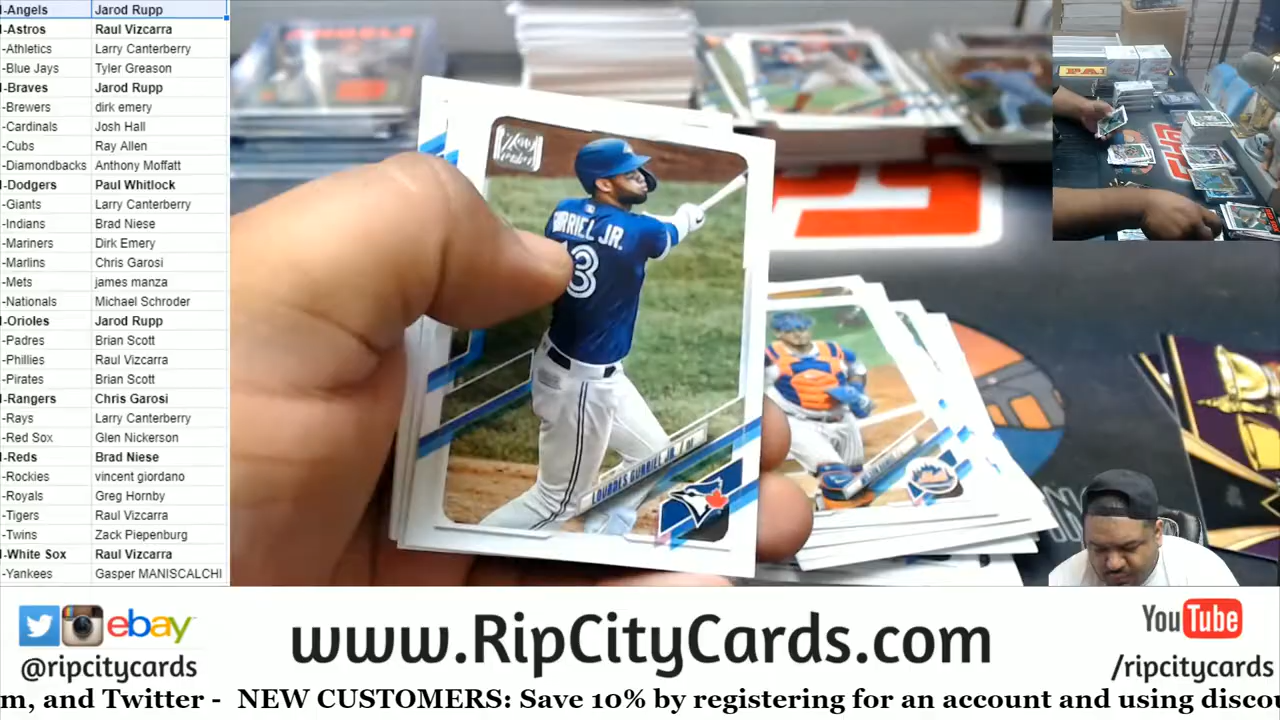 -Angels Jarod Rupp
-Astros Raul Vizcarra
-Athletics Larry Canterberry
-Blue Jays Tyler Greason
-Braves Jarod Rupp
-Brewers dirk emery
-Cardinals Josh Hall
-Cubs Ray Allen
-Diamondbacks Anthony Moffatt
-Dodgers Paul Whitlock
-Giants Larry Canterberry
-Indians Brad Niese
-Mariners Dirk Emery
-Marlins Chris Garosi
-Mets james manza
-Nationals Michael Schroder
-Orioles Jarod Rupp
-Padres Brian Scott
-Phillies Raul Vizcarra
-Pirates Brian Scott
-Rangers Chris Garosi
-Rays Larry Canterberry
-Red Sox Glen Nickerson
-Reds Brad Niese
-Rockies vincent giordano
-Royals Greg Hornby
-Tigers Raul Vizcarra
-Twins Zack Piepenburg
-White Sox Raul Vizcarra
-Yankees Gasper MANISCALCHI
ANGELS
GURRIEL JR.
13
LOURDES GURRIEL JR.
ebay
@ripcitycards
www.RipCityCards.com
YouTube
/ripcitycards
m, and Twitter - NEW CUSTOMERS: Save 10% by registering for an account and using disco